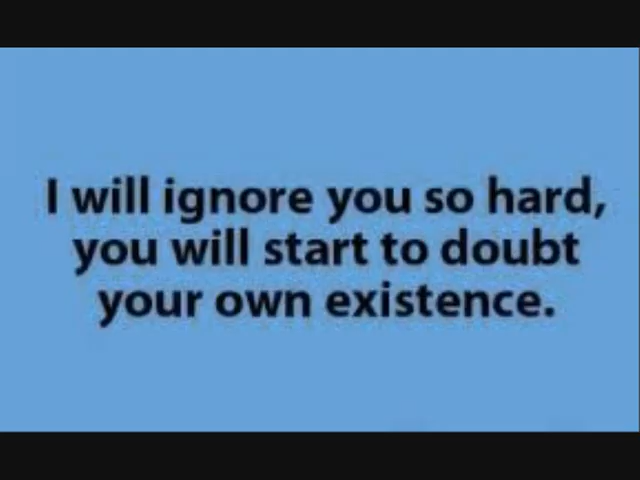 I will ignore you so hard,
you will start to doubt
your own existence.